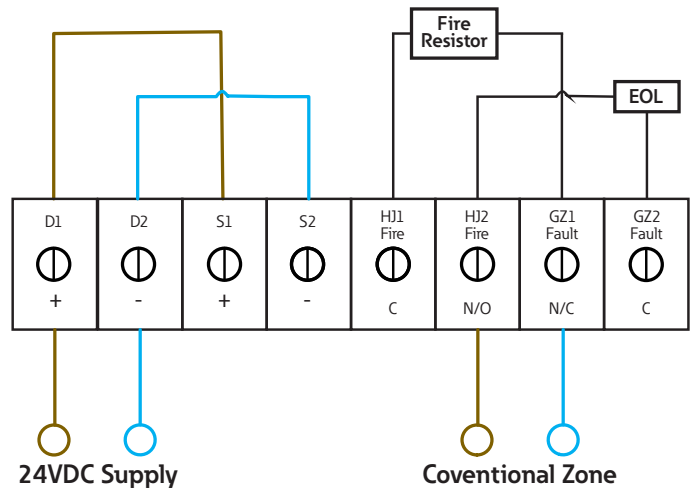 Fire
Resistor
EOL
D1
D2
S1
S2
HJ1
Fire
HJ2
Fire
GZ1
Fault
GZ2
Fault
+
-
+
-
C
N/O
N/C
C
24VDC Supply
Coventional Zone